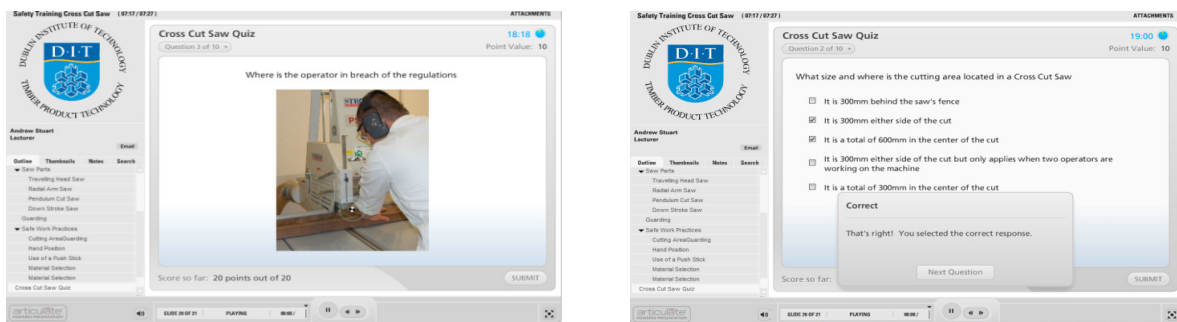 Safety Training Cross Cut Saw ( 07:17 / 07:27 )
ATTACHMENTS
DUBLIN INSTITUTE OF TECHNOLOGY
D·I·T
TIMBER PRODUCT TECHNOLOGY
Andrew Stuart
Lecturer
Email
Outline Thumbnails Notes Search
Saw Parts
Travelling Head Saw
Radial Arm Saw
Pendulum Cut Saw
Down Stroke Saw
Guarding
Safe Work Practices
Cutting AreaGuarding
Hand Position
Use of a Push Stick
Material Selection
Material Selection
Cross Cut Saw Quiz
Cross Cut Saw Quiz
18:18
Question 3 of 10
Point Value: 10
Where is the operator in breach of the regulations
Score so far: 20 points out of 20
SUBMIT
articulate
SLIDE 20 OF 21 PLAYING 00:00 /
Safety Training Cross Cut Saw ( 07:17 / 07:27 )
ATTACHMENTS
DUBLIN INSTITUTE OF TECHNOLOGY
D·I·T
TIMBER PRODUCT TECHNOLOGY
Andrew Stuart
Lecturer
Email
Outline Thumbnails Notes Search
Saw Parts
Travelling Head Saw
Radial Arm Saw
Pendulum Cut Saw
Down Stroke Saw
Guarding
Safe Work Practices
Cutting AreaGuarding
Hand Position
Use of a Push Stick
Material Selection
Material Selection
Cross Cut Saw Quiz
Cross Cut Saw Quiz
19:00
Question 2 of 10
Point Value: 10
What size and where is the cutting area located in a Cross Cut Saw
It is 300mm behind the saw's fence
It is 300mm either side of the cut
It is a total of 600mm in the center of the cut
It is 300mm either side of the cut but only applies when two operators are
working on the machine
It is a total of 300mm in the center of the cut
Correct
That's right! You selected the correct response.
Next Question
Score so far:
SUBMIT
articulate
SLIDE 20 OF 21 PLAYING 00:00 /